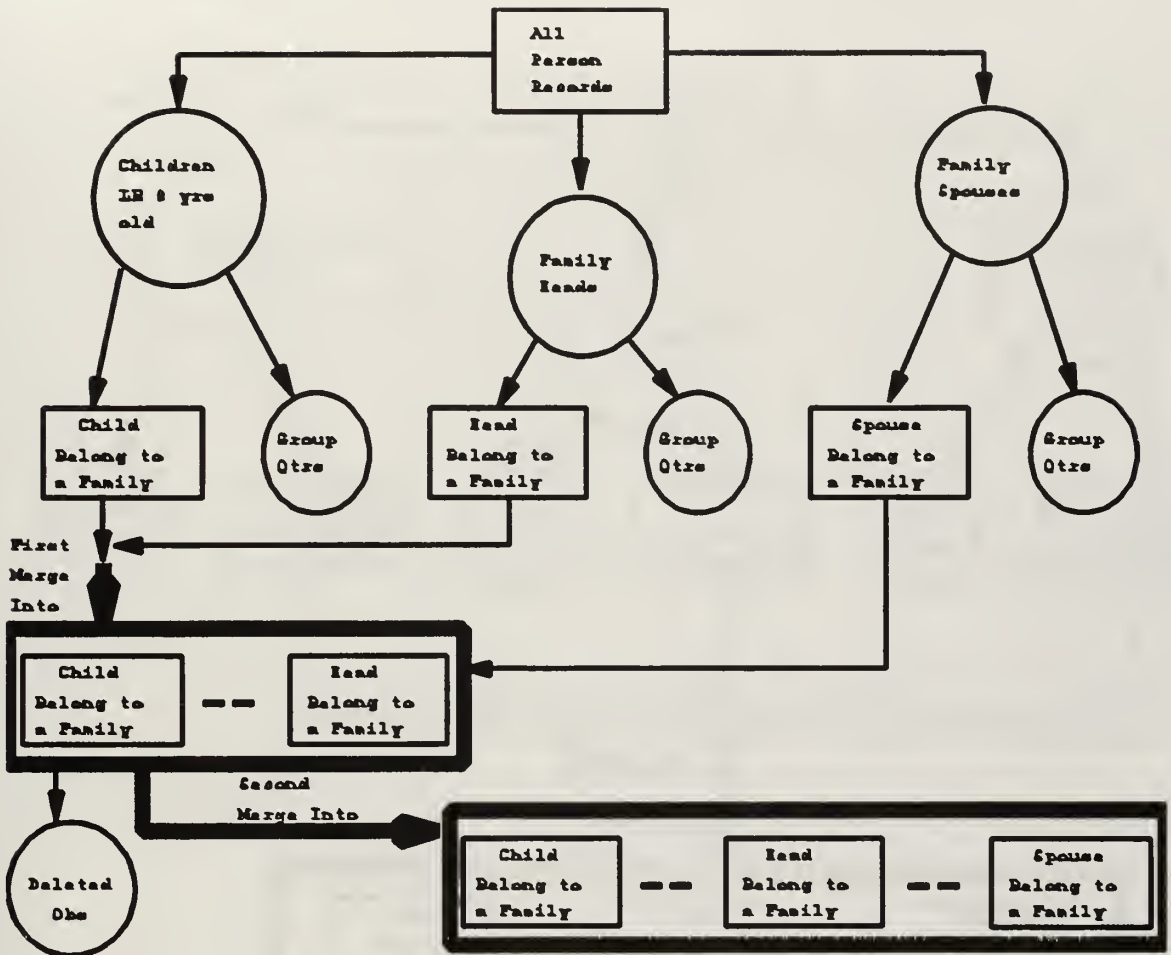 All
Person
Records
Children
LE 8 yrs
old
Family
Heads
Family
Spouses
Child
Belong to
a Family
Group
Qtrs
Head
Belong to
a Family
Group
Qtrs
Spouse
Belong to
a Family
Group
Qtrs
First
Merge
Into
Child
Belong to
a Family
Head
Belong to
a Family
Second
Merge Into
Deleted
Obs
Child
Belong to
a Family
Head
Belong to
a Family
Spouse
Belong to
a Family